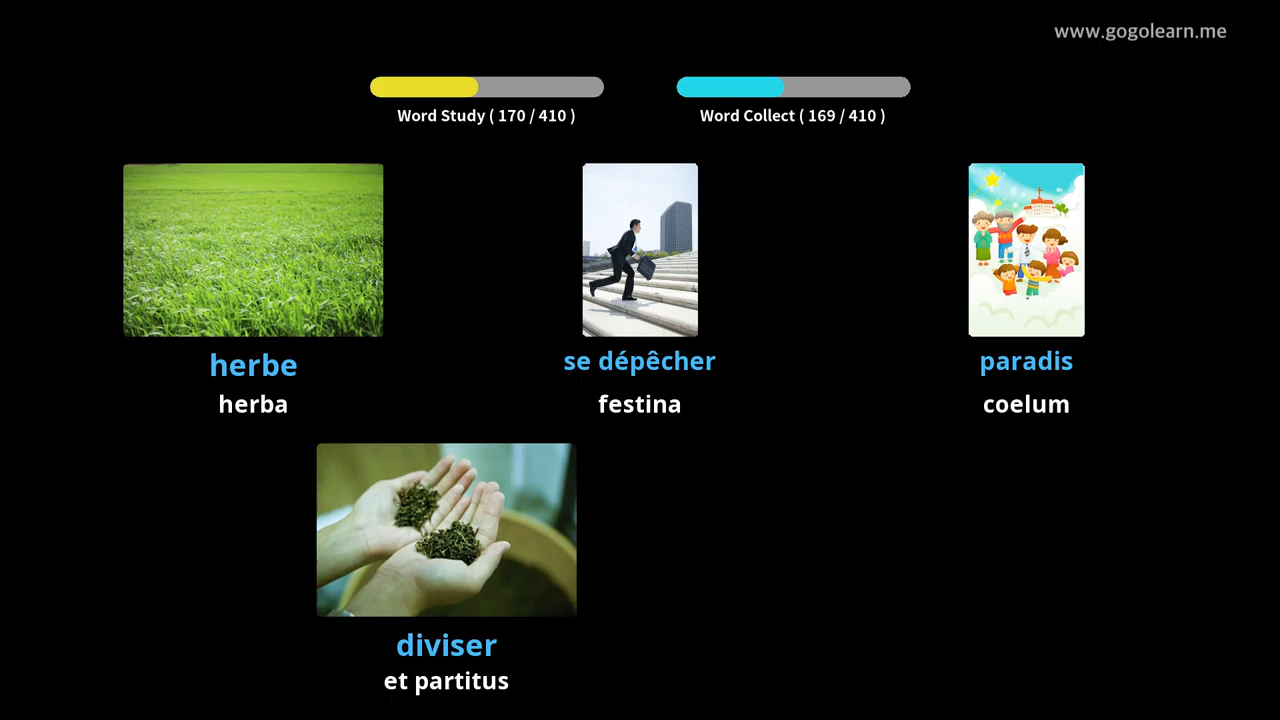 www.gogolearn.me
Word Study ( 170 / 410 )
Word Collect ( 169 / 410 )
herbe
herba
se dépêcher
festina
paradis
coelum
diviser
et partitus